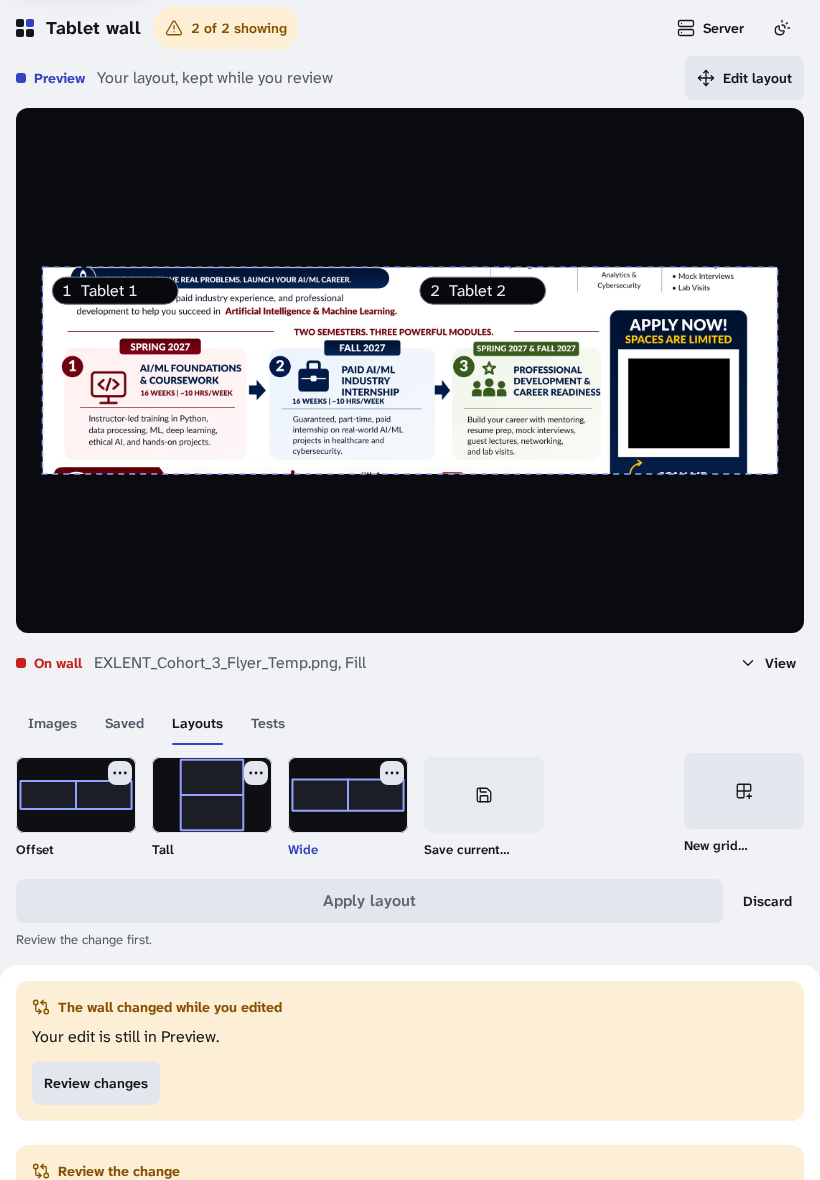 Tablet wall
2 of 2 showing
Server
Preview
Your layout, kept while you review
Edit layout
REAL PROBLEMS. LAUNCH YOUR AI/ML CAREER.
1 Tablet 1
2 Tablet 2
paid industry experience, and professional
development to help you succeed in Artificial Intelligence & Machine Learning.
Analytics &
Cybersecurity
• Mock Interviews
• Lab Visits
TWO SEMESTERS. THREE POWERFUL MODULES.
SPRING 2027
1
AI/ML FOUNDATIONS
& COURSEWORK
16 WEEKS | ~10 HRS/WEEK
Instructor-led training in Python,
data processing, ML, deep learning,
ethical AI, and hands-on projects.
FALL 2027
2
PAID AI/ML
INDUSTRY
INTERNSHIP
16 WEEKS | ~10 HRS/WEEK
Guaranteed, part-time, paid
internship on real-world AI/ML
projects in healthcare and
cybersecurity.
SPRING 2027 & FALL 2027
3
PROFESSIONAL
DEVELOPMENT &
CAREER READINESS
Build your career with mentoring,
resume prep, mock interviews,
guest lectures, networking,
and lab visits.
APPLY NOW!
SPACES ARE LIMITED
On wall
EXLENT_Cohort_3_Flyer_Temp.png, Fill
View
Images
Saved
Layouts
Tests
Offset
Tall
Wide
Save current...
New grid...
Apply layout
Discard
Review the change first.
The wall changed while you edited
Your edit is still in Preview.
Review changes
Review the change